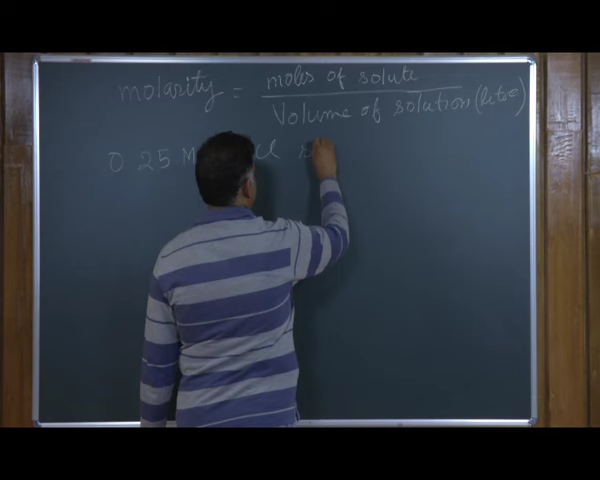 molarity = moles of solute
Volume of solution (litre)
0.25 M